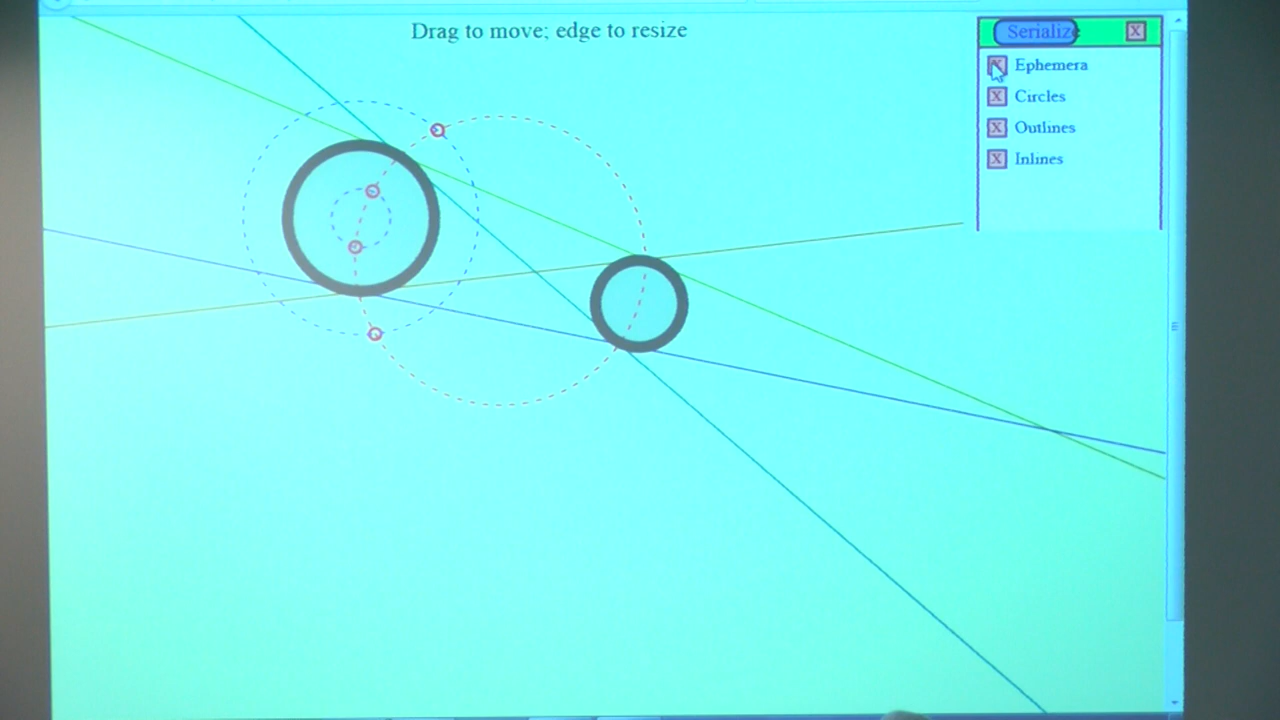 Drag to move; edge to resize
Serialize
X
X Ephemera
X Circles
X Outlines
X Inlines